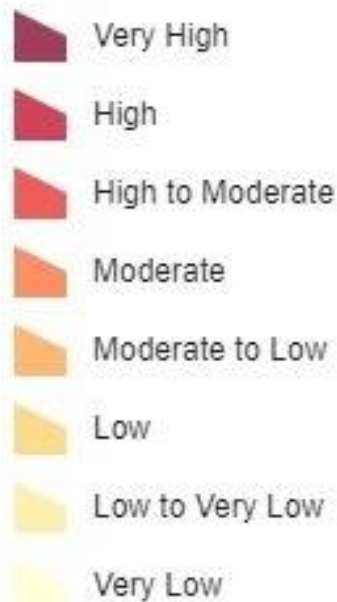 Very High
High
High to Moderate
Moderate
Moderate to Low
Low
Low to Very Low
Very Low